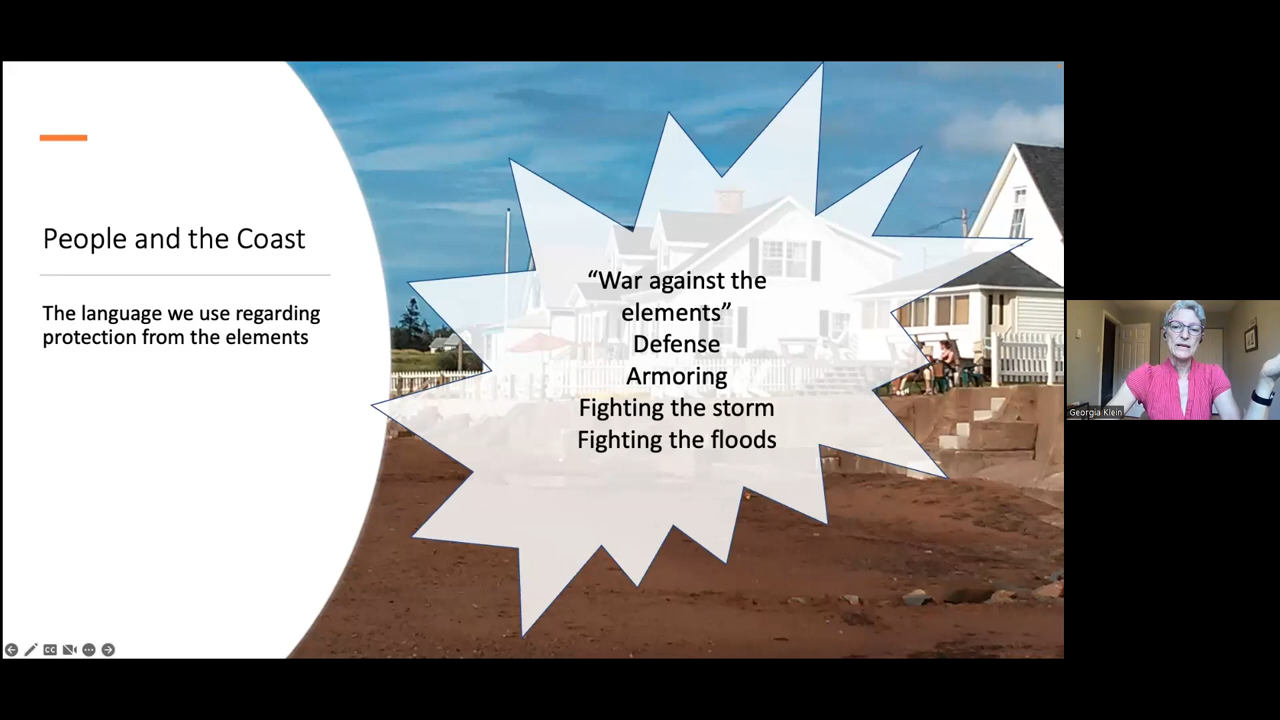 People and the Coast
The language we use regarding
protection from the elements
“War against the
elements”
Defense
Armoring
Fighting the storm
Fighting the floods
CC
Georgia Klein